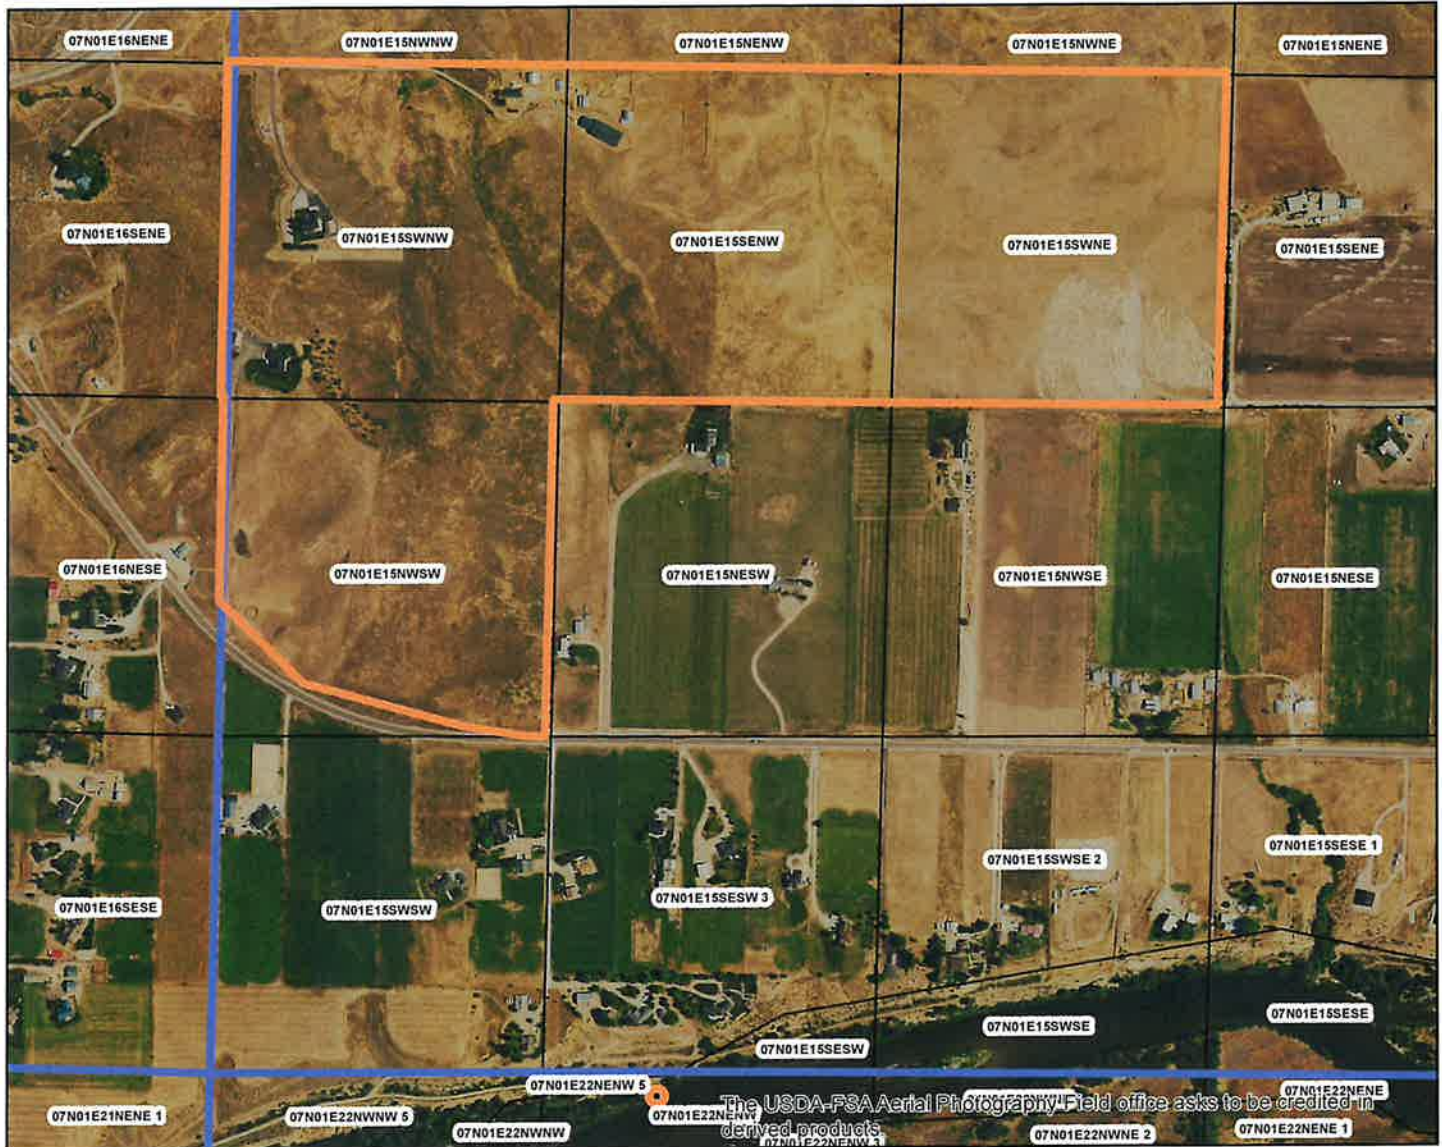 07N01E16NENE
07N01E15NWNW
07N01E15NENW
07N01E15NWNE
07N01E15NENE
07N01E16SENE
07N01E15SWNW
07N01E15SENW
07N01E15SWNE
07N01E15SENE
07N01E16NESE
07N01E15NWSW
07N01E15NESW
07N01E15NWSE
07N01E15NESE
07N01E16SESE
07N01E15SWSW
07N01E15SESW 3
07N01E15SWSE 2
07N01E15SESE 1
07N01E15SESW
07N01E15SWSE
07N01E15SESE
07N01E22NENW 5
07N01E22NENE
07N01E21NENE 1
07N01E22NWNW 5
07N01E22NENW
The USDA-FSA Aerial Photography Field office asks to be credited in
derived products.
07N01E22NWNW
07N01E22NENW 3
07N01E22NWNE 2
07N01E22NENE 1